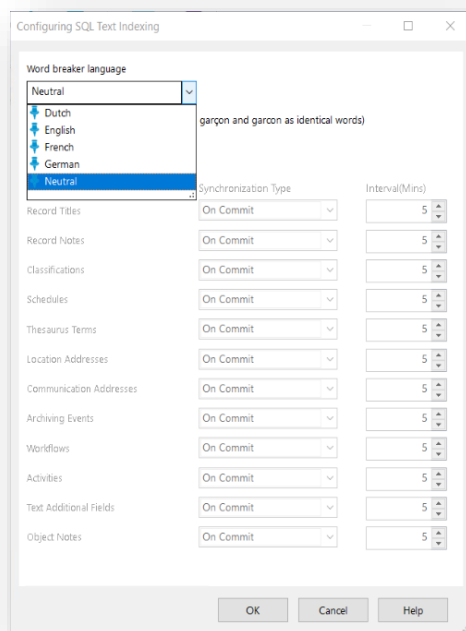 Configuring SQL Text Indexing
Word breaker language
Neutral
Dutch
garçon and garcon as identical words)
English
French
German
Neutral
Synchronization Type Interval(Mins)
Record Titles On Commit 5
Record Notes On Commit 5
Classifications On Commit 5
Schedules On Commit 5
Thesaurus Terms On Commit 5
Location Addresses On Commit 5
Communication Addresses On Commit 5
Archiving Events On Commit 5
Workflows On Commit 5
Activities On Commit 5
Text Additional Fields On Commit 5
Object Notes On Commit 5
OK Cancel Help